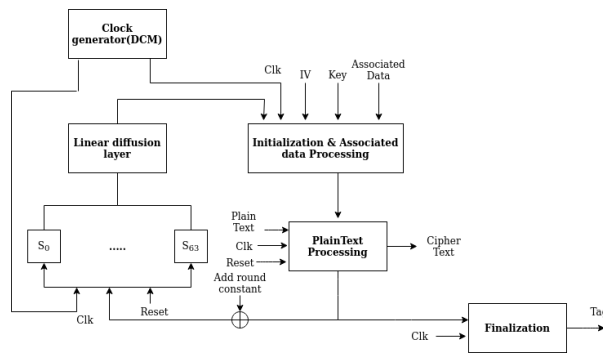 Clock
generator(DCM)
Clk
IV
Key
Associated
Data
Linear diffusion
layer
Initialization & Associated
data Processing
Plain
Text
Clk
Reset
PlainText
Processing
Cipher
Text
S0
.....
S63
Add round
constant
Clk
Reset
Clk
Finalization
Tag